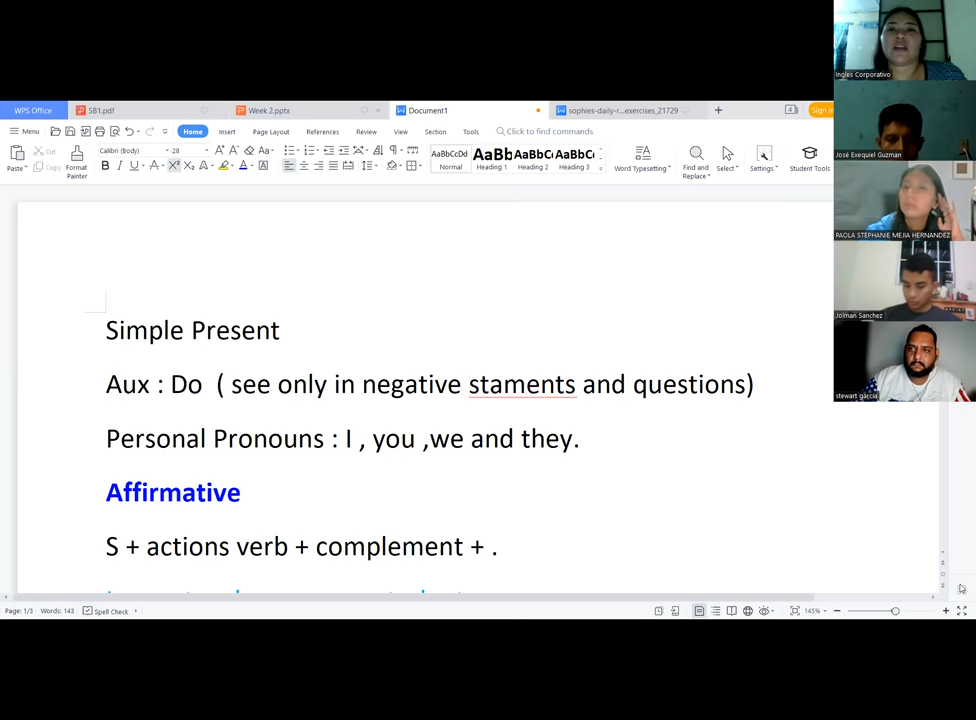 Ingles Corporativo
José Exequiel Guzman
PAOLA STEPHANIE MEJIA HERNANDEZ
Jolman Sanchez
stewart garcia
WPS Office
SB1.pdf
Week 2.pptx
Document1
sophies-daily-r...exercises_21729
Sign in
Menu
Home
Insert
Page Layout
References
Review
View
Section
Tools
Click to find commands
Paste
Cut
Copy
Format
Painter
Calibri (Body)
28
AaBbCcDd
Normal
AaBb
Heading 1
AaBbC
Heading 2
AaBbC
Heading 3
Word Typesetting
Find and
Replace
Select
Settings
Student Tools
Simple Present
Aux : Do ( see only in negative staments and questions)
Personal Pronouns : I , you ,we and they.
Affirmative
S + actions verb + complement + .
Page: 1/3
Words: 143
Spell Check
145%